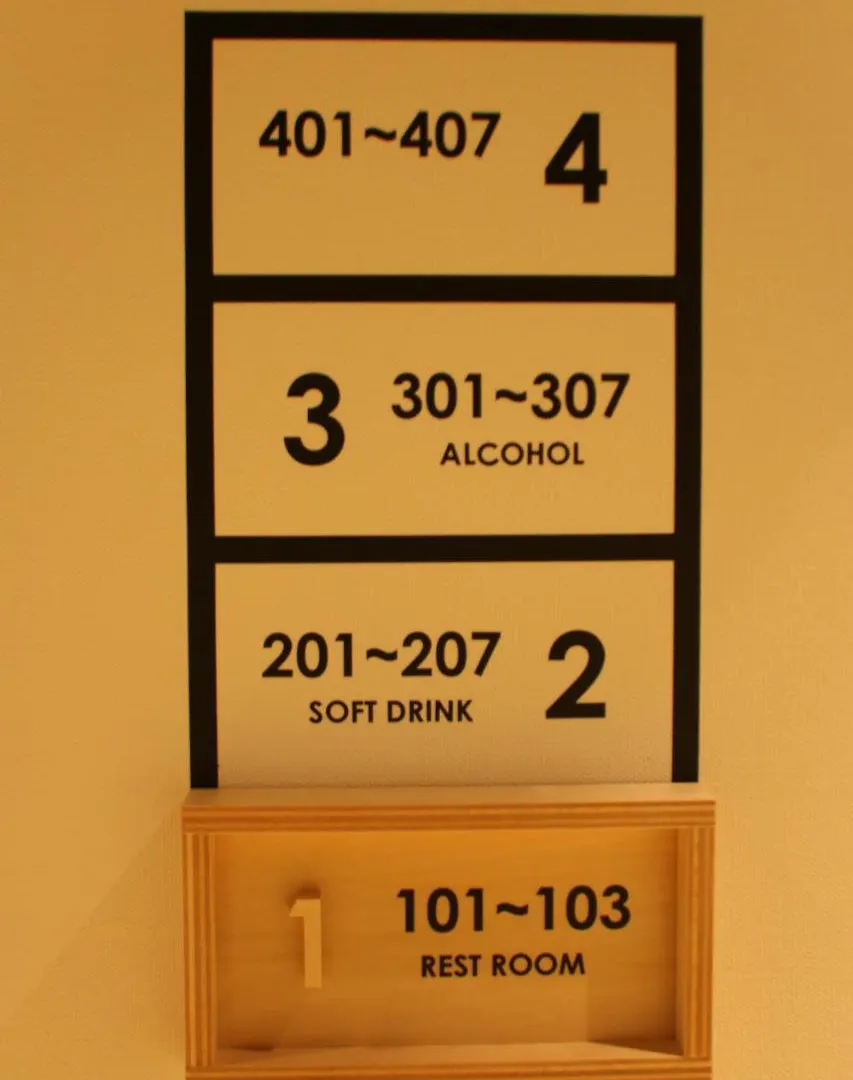 401~407 4
3 301~307
ALCOHOL
201~207 2
SOFT DRINK
1 101~103
REST ROOM